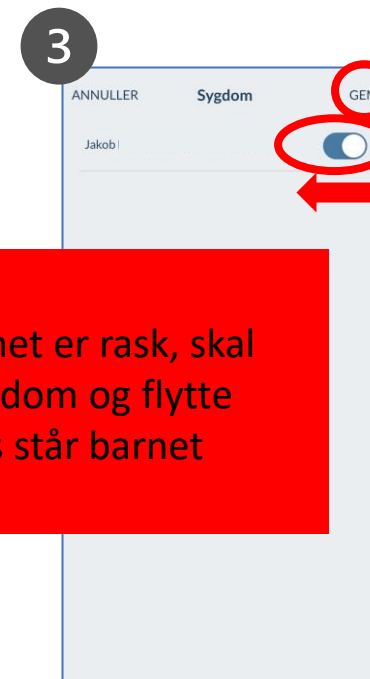 3
ANNULLER Sygdom GEM
Jakob
net er rask, skal
dom og flytte
s står barnet